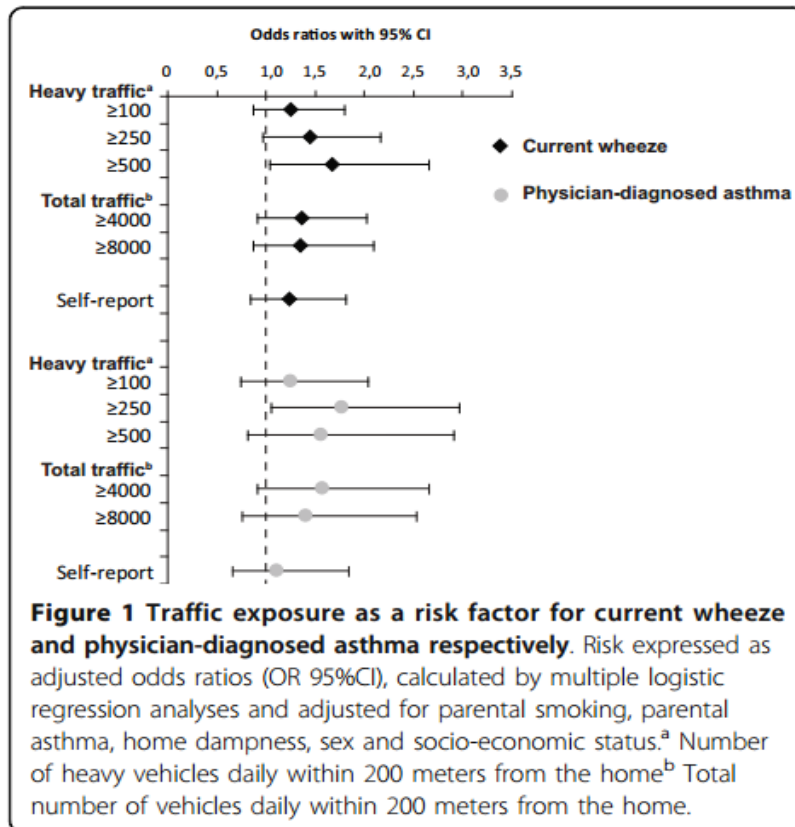 Odds ratios with 95% CI
0 0,5 1,0 1,5 2,0 2,5 3,0 3,5
Heavy trafficᵃ
≥100
≥250
≥500
Total trafficᵇ
≥4000
≥8000
Self-report
Current wheeze
Physician-diagnosed asthma
Heavy trafficᵃ
≥100
≥250
≥500
Total trafficᵇ
≥4000
≥8000
Self-report
Figure 1 Traffic exposure as a risk factor for current wheeze
and physician-diagnosed asthma respectively. Risk expressed as
adjusted odds ratios (OR 95%CI), calculated by multiple logistic
regression analyses and adjusted for parental smoking, parental
asthma, home dampness, sex and socio-economic status.ᵃ Number
of heavy vehicles daily within 200 meters from the homeᵇ Total
number of vehicles daily within 200 meters from the home.